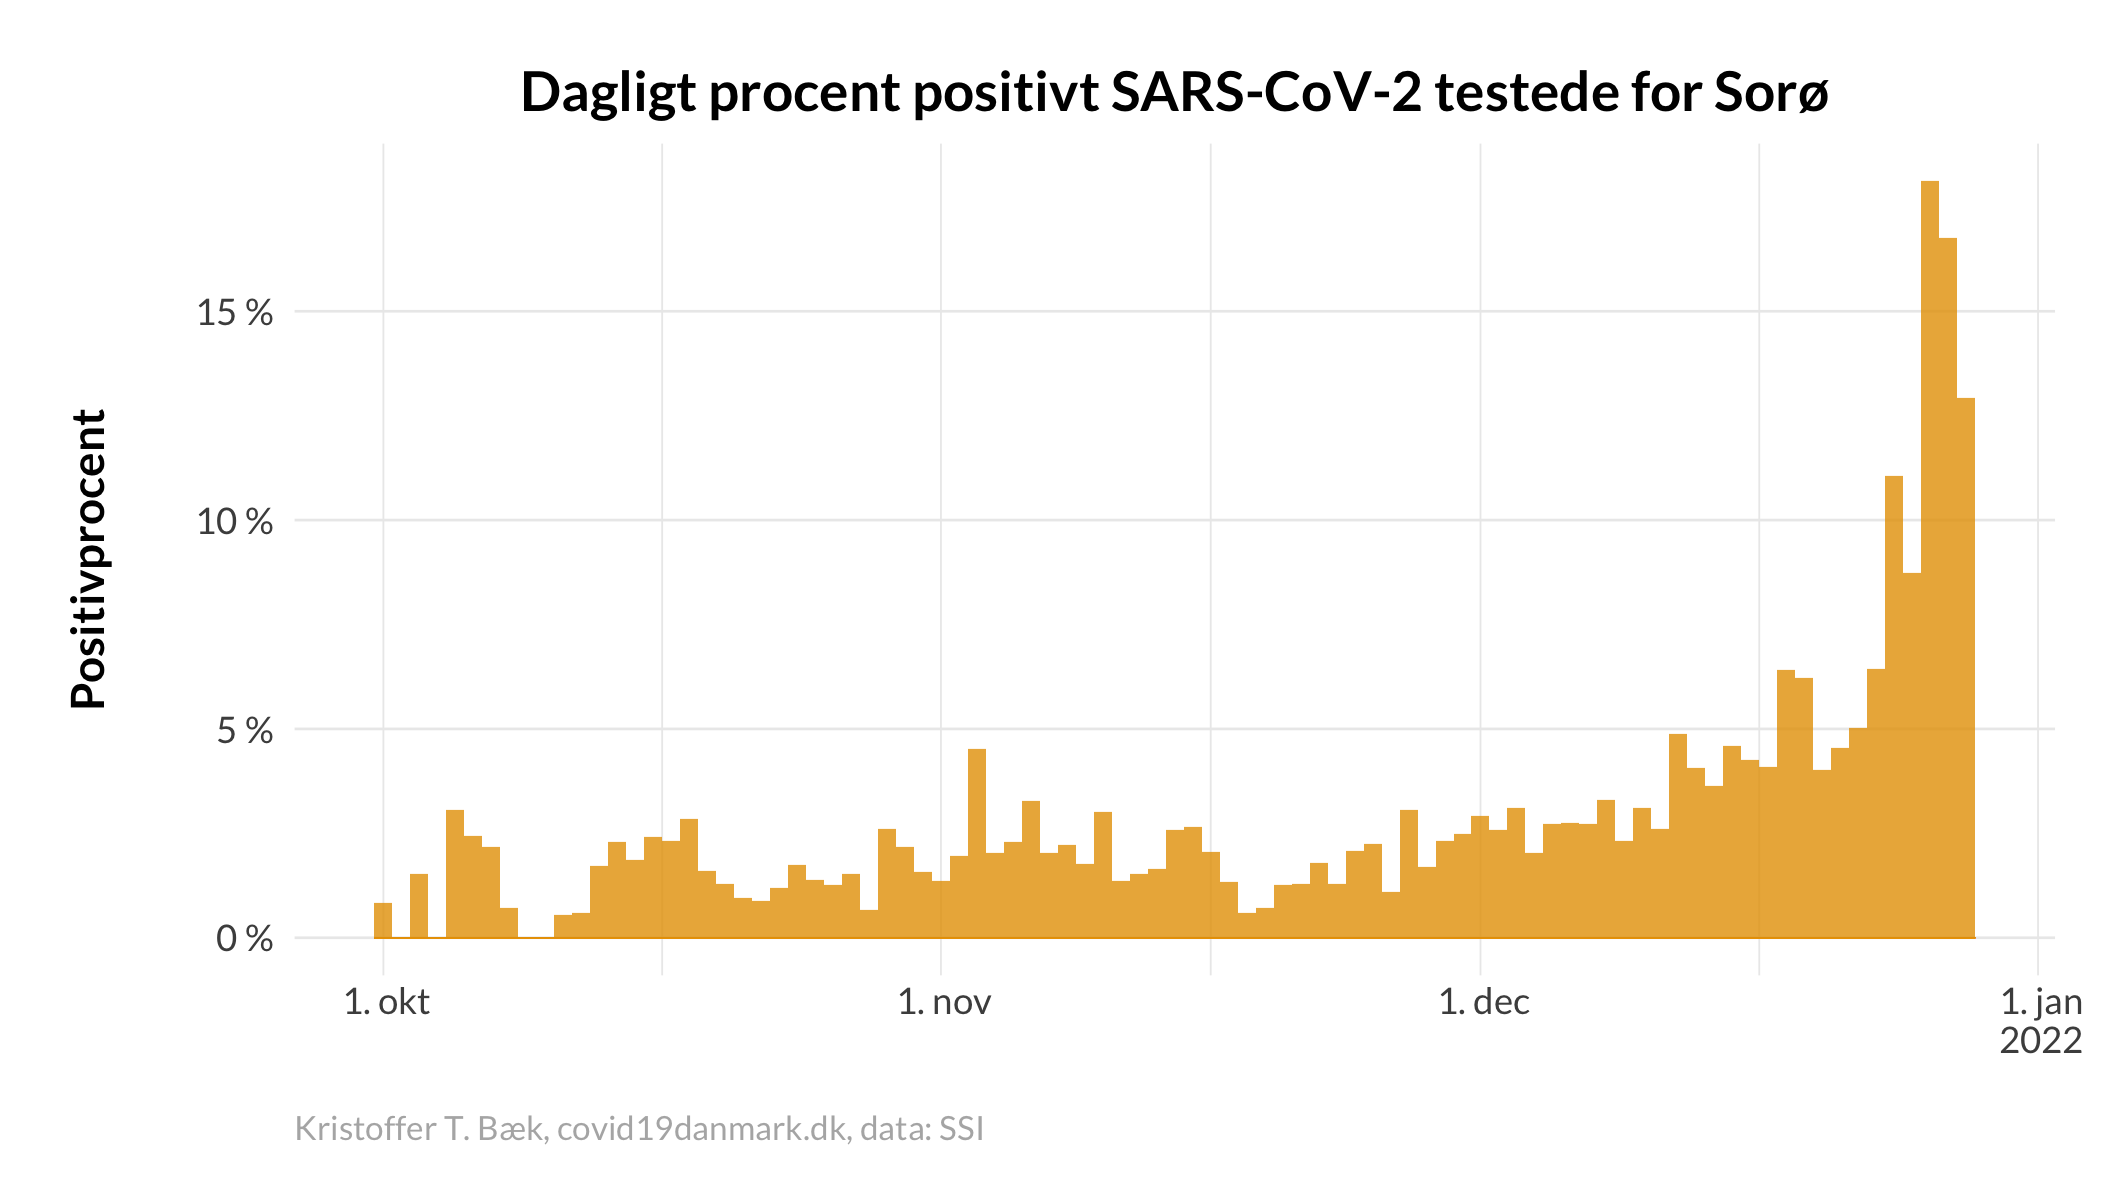 Dagligt procent positivt SARS-CoV-2 testede for Sorø
Positivprocent
15 %
10 %
5 %
0 %
1. okt
1. nov
1. dec
1. jan
2022
Kristoffer T. Bæk, covid19danmark.dk, data: SSI